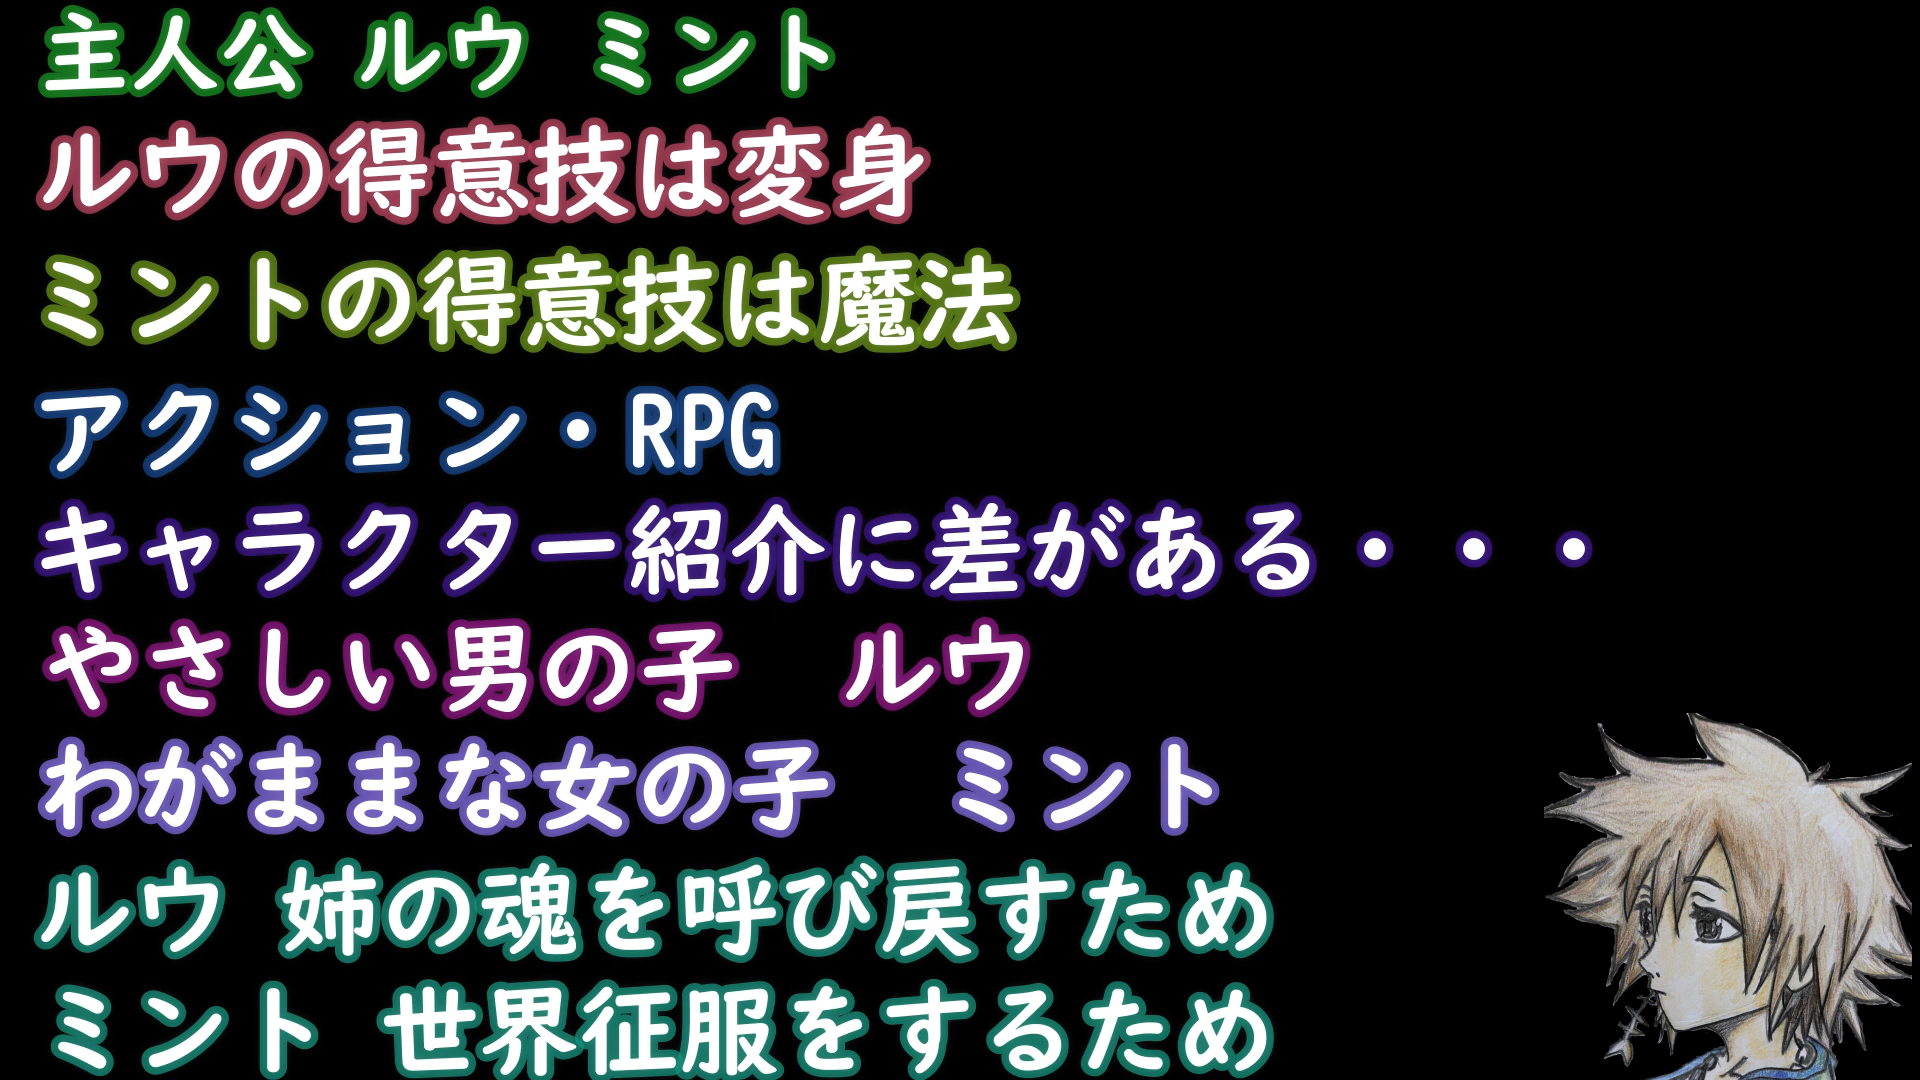 主人公 ルウ ミント
ルウの得意技は変身
ミントの得意技は魔法
アクション・RPG
キャラクター紹介に差がある・・・
やさしい男の子　ルウ
わがままな女の子　ミント
ルウ 姉の魂を呼び戻すため
ミント 世界征服をするため